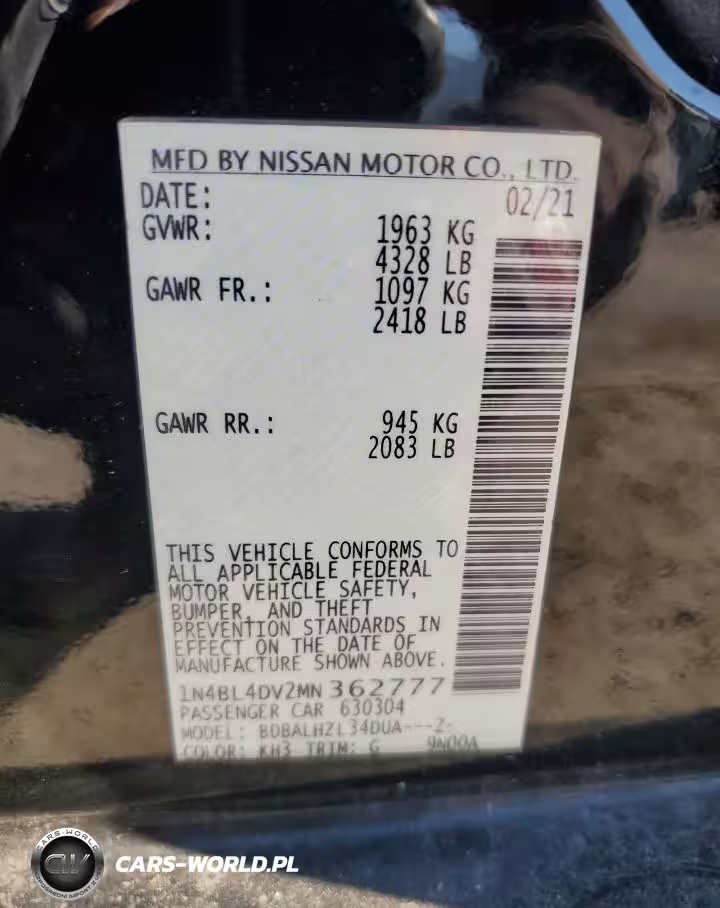 MFD BY NISSAN MOTOR CO., LTD.
DATE: 02/21
GVWR: 1963 KG
4328 LB
GAWR FR.: 1097 KG
2418 LB
GAWR RR.: 945 KG
2083 LB
THIS VEHICLE CONFORMS TO
ALL APPLICABLE FEDERAL
MOTOR VEHICLE SAFETY,
BUMPER, AND THEFT
PREVENTION STANDARDS IN
EFFECT ON THE DATE OF
MANUFACTURE SHOWN ABOVE.
1N4BL4DV2MN362777
PASSENGER CAR 630304
MODEL: BDBALHZL34DUA---2-
COLOR: KH3 TRIM: G 9N00A
CARS-WORLD
CW
CARS-WORLD.PL